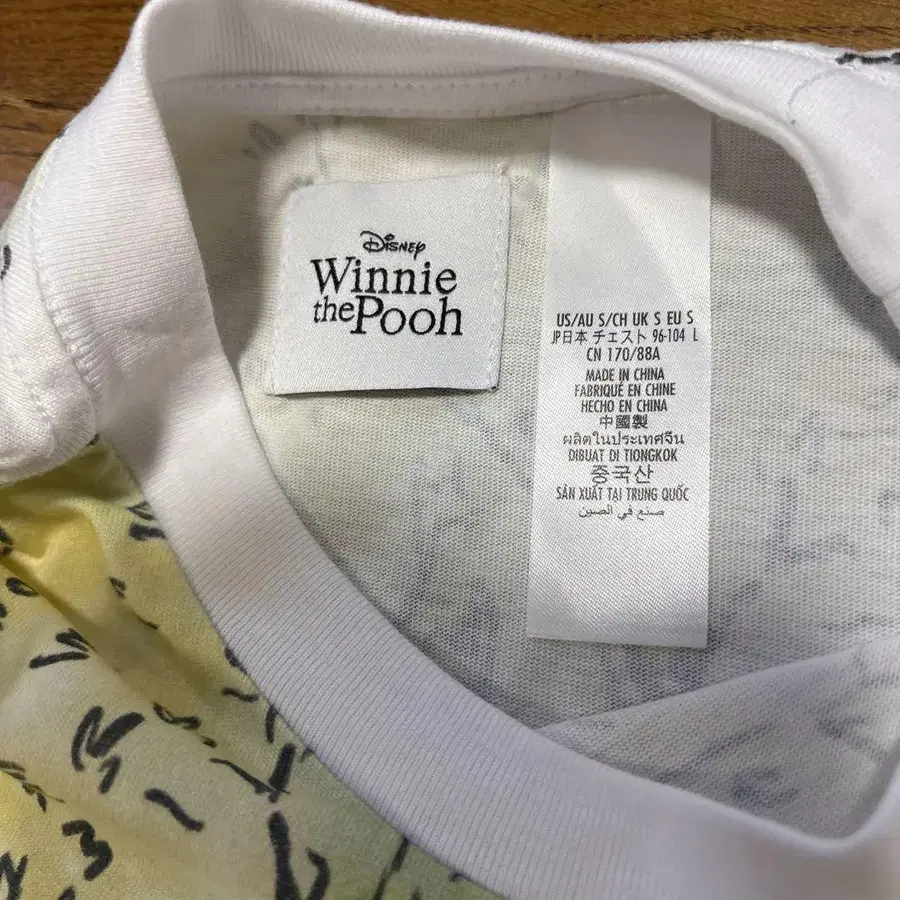 Disney
Winnie
the Pooh
US/AU S/CH UK S EU S
JP日本 チェスト 96-104 L
CN 170/88A
MADE IN CHINA
FABRIQUÉ EN CHINE
HECHO EN CHINA
中國製
ผลิตในประเทศจีน
DIBUAT DI TIONGKOK
중국산
SẢN XUẤT TẠI TRUNG QUỐC
صنع في الصين